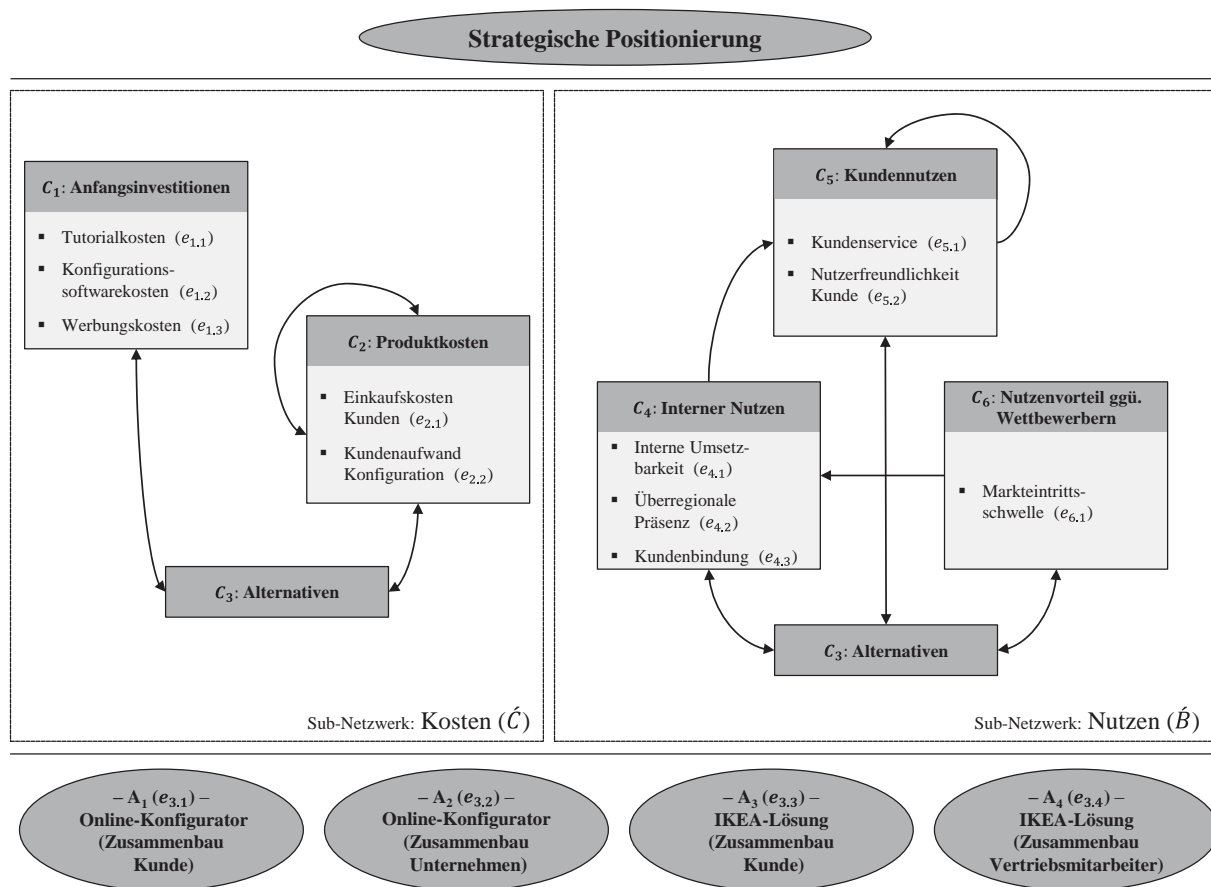 Strategische Positionierung
C₁: Anfangsinvestitionen
▪ Tutorialkosten (e₁.₁)
▪ Konfigurations-
softwarekosten (e₁.₂)
▪ Werbungskosten (e₁.₃)
C₂: Produktkosten
▪ Einkaufskosten
Kunden (e₂.₁)
▪ Kundenaufwand
Konfiguration (e₂.₂)
C₃: Alternativen
Sub-Netzwerk: Kosten (Ć)
C₅: Kundennutzen
▪ Kundenservice (e₅.₁)
▪ Nutzerfreundlichkeit
Kunde (e₅.₂)
C₄: Interner Nutzen
▪ Interne Umsetz-
barkeit (e₄.₁)
▪ Überregionale
Präsenz (e₄.₂)
▪ Kundenbindung (e₄.₃)
C₆: Nutzenvorteil ggü.
Wettbewerbern
▪ Markteintritts-
schwelle (e₆.₁)
C₃: Alternativen
Sub-Netzwerk: Nutzen (B́)
– A₁ (e₃.₁) –
Online-Konfigurator
(Zusammenbau
Kunde)
– A₂ (e₃.₂) –
Online-Konfigurator
(Zusammenbau
Unternehmen)
– A₃ (e₃.₃) –
IKEA-Lösung
(Zusammenbau
Kunde)
– A₄ (e₃.₄) –
IKEA-Lösung
(Zusammenbau
Vertriebsmitarbeiter)